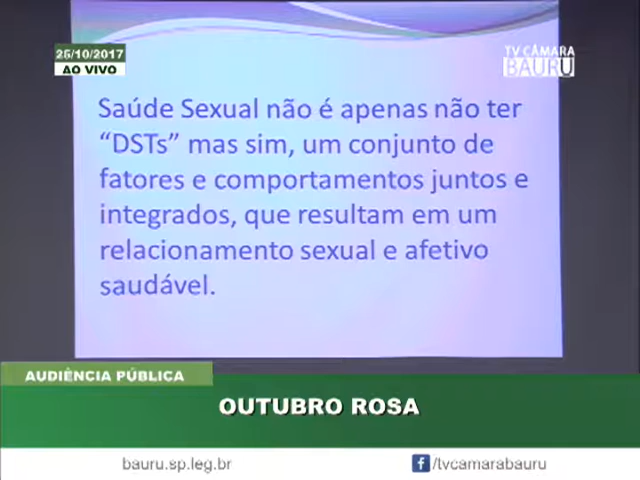 25/10/2017
AO VIVO
TV CÂMARA
BAURU
Saúde Sexual não é apenas não ter
“DSTs” mas sim, um conjunto de
fatores e comportamentos juntos e
integrados, que resultam em um
relacionamento sexual e afetivo
saudável.
AUDIÊNCIA PÚBLICA
OUTUBRO ROSA
bauru.sp.leg.br
/tvcamarabauru